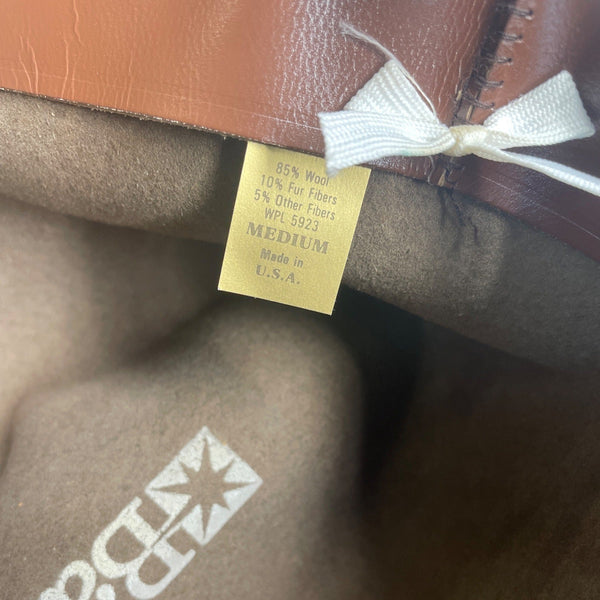 85% Wool
10% Fur Fibers
5% Other Fibers
WPL 5923
MEDIUM
Made in
U.S.A.